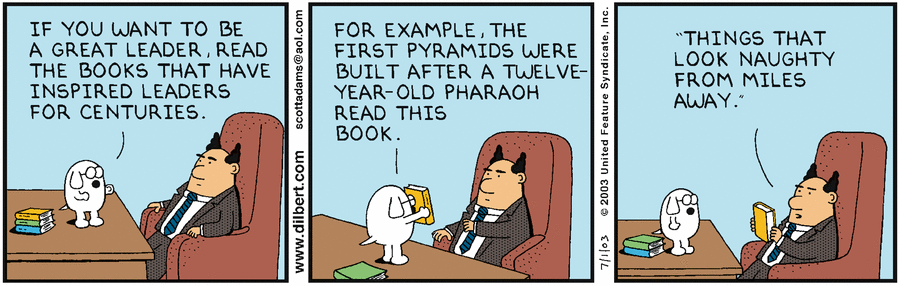 IF YOU WANT TO BE
A GREAT LEADER, READ
THE BOOKS THAT HAVE
INSPIRED LEADERS
FOR CENTURIES.
www.dilbert.com scottadams@aol.com
FOR EXAMPLE, THE
FIRST PYRAMIDS WERE
BUILT AFTER A TWELVE-
YEAR-OLD PHARAOH
READ THIS
BOOK.
7/1/03 © 2003 United Feature Syndicate, Inc.
"THINGS THAT
LOOK NAUGHTY
FROM MILES
AWAY."